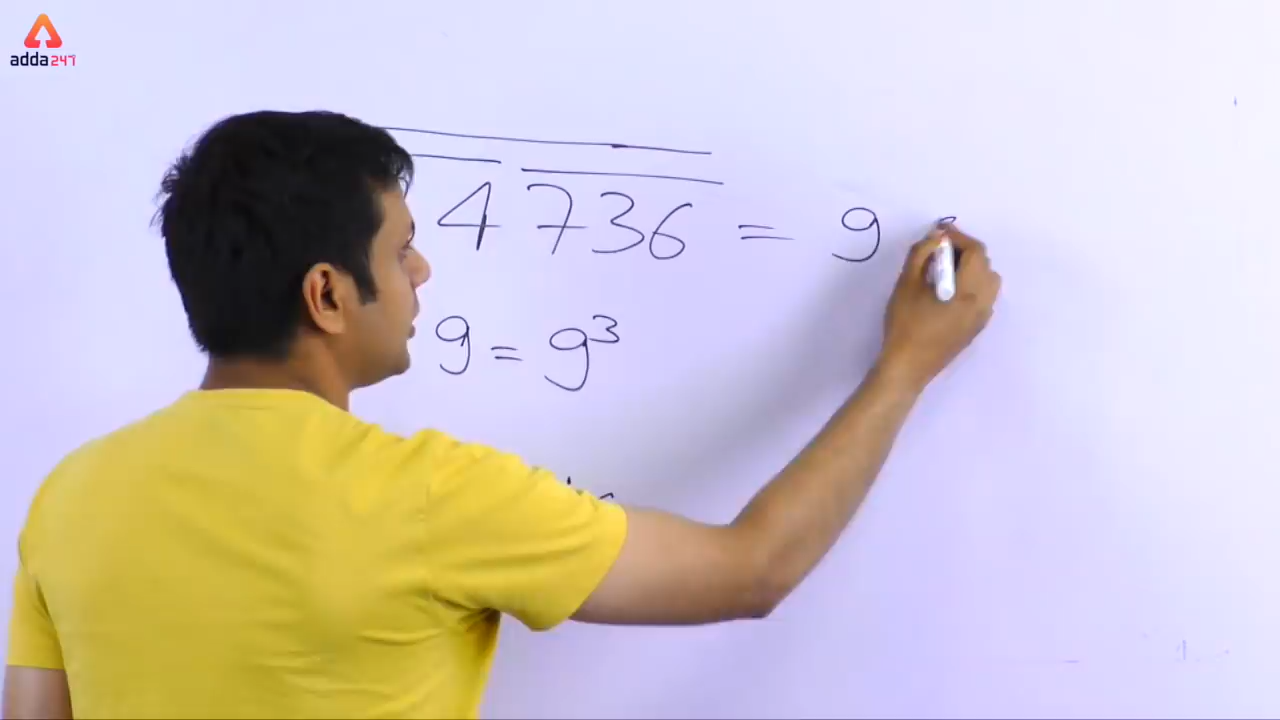 adda247
4 736 = 9
9 = 9³